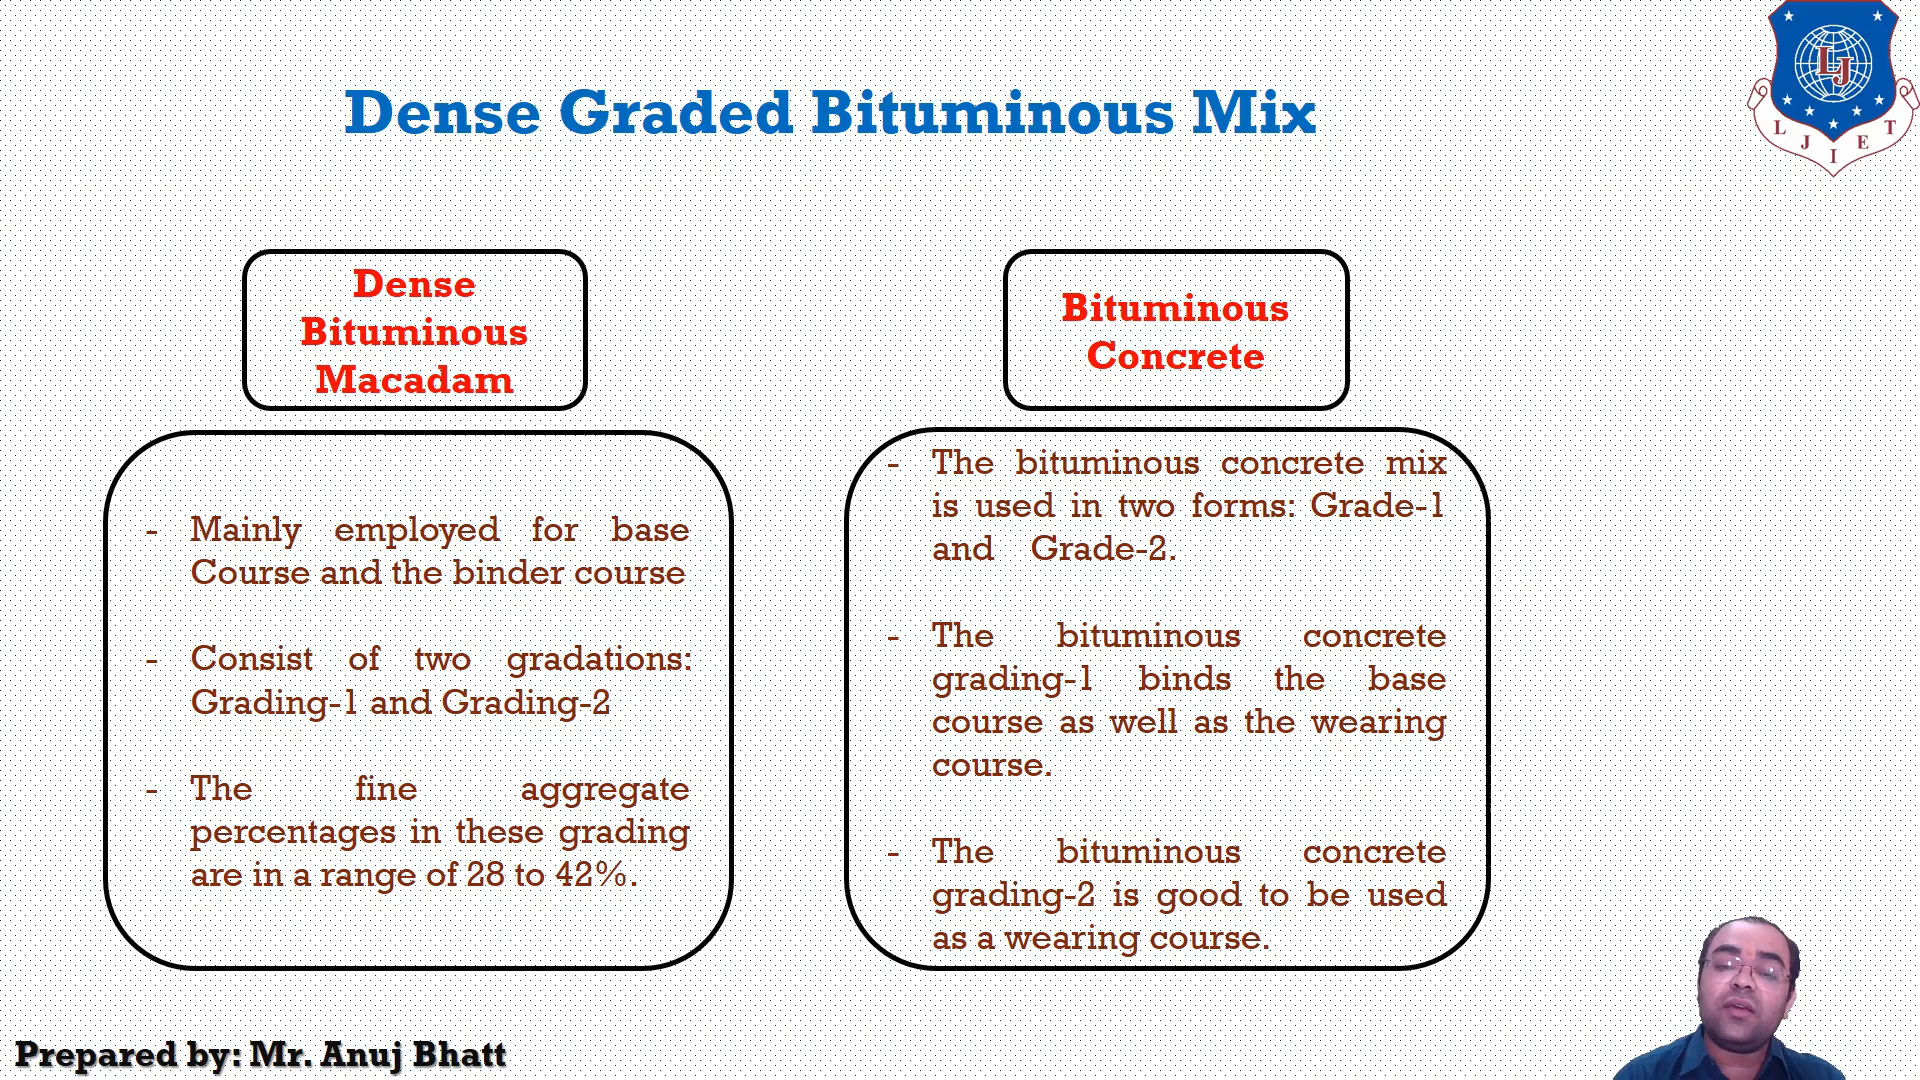 Dense Graded Bituminous Mix
LJ
L J I E T
Dense
Bituminous
Macadam
- Mainly employed for base
Course and the binder course
- Consist of two gradations:
Grading-1 and Grading-2
- The fine aggregate
percentages in these grading
are in a range of 28 to 42%.
Bituminous
Concrete
- The bituminous concrete mix
is used in two forms: Grade-1
and Grade-2.
- The bituminous concrete
grading-1 binds the base
course as well as the wearing
course.
- The bituminous concrete
grading-2 is good to be used
as a wearing course.
Prepared by: Mr. Anuj Bhatt